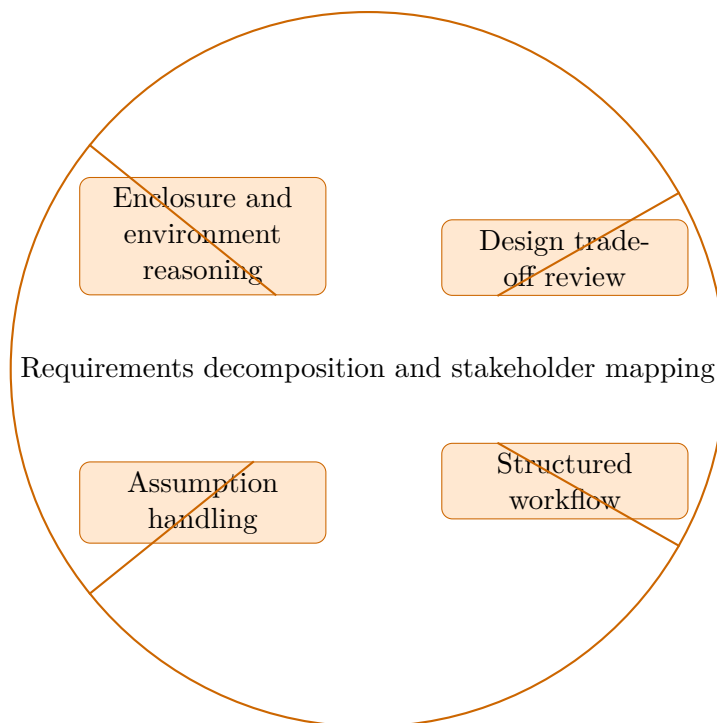 Enclosure and
environment
reasoning
Design trade-
off review
Requirements decomposition and stakeholder mapping
Assumption
handling
Structured
workflow